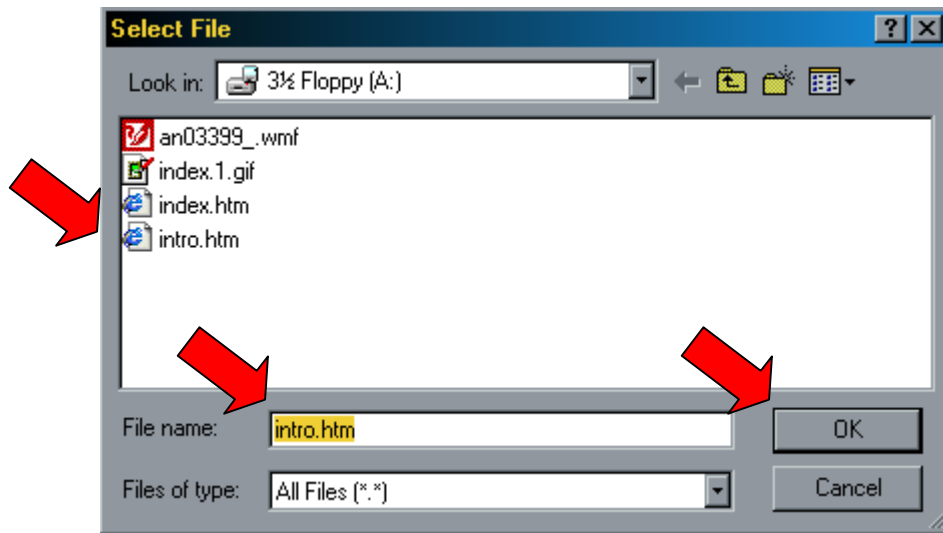 Select File
Look in: 3½ Floppy (A:)
an03399_.wmf
index.1.gif
index.htm
intro.htm
File name: intro.htm OK
Files of type: All Files (*.*) Cancel